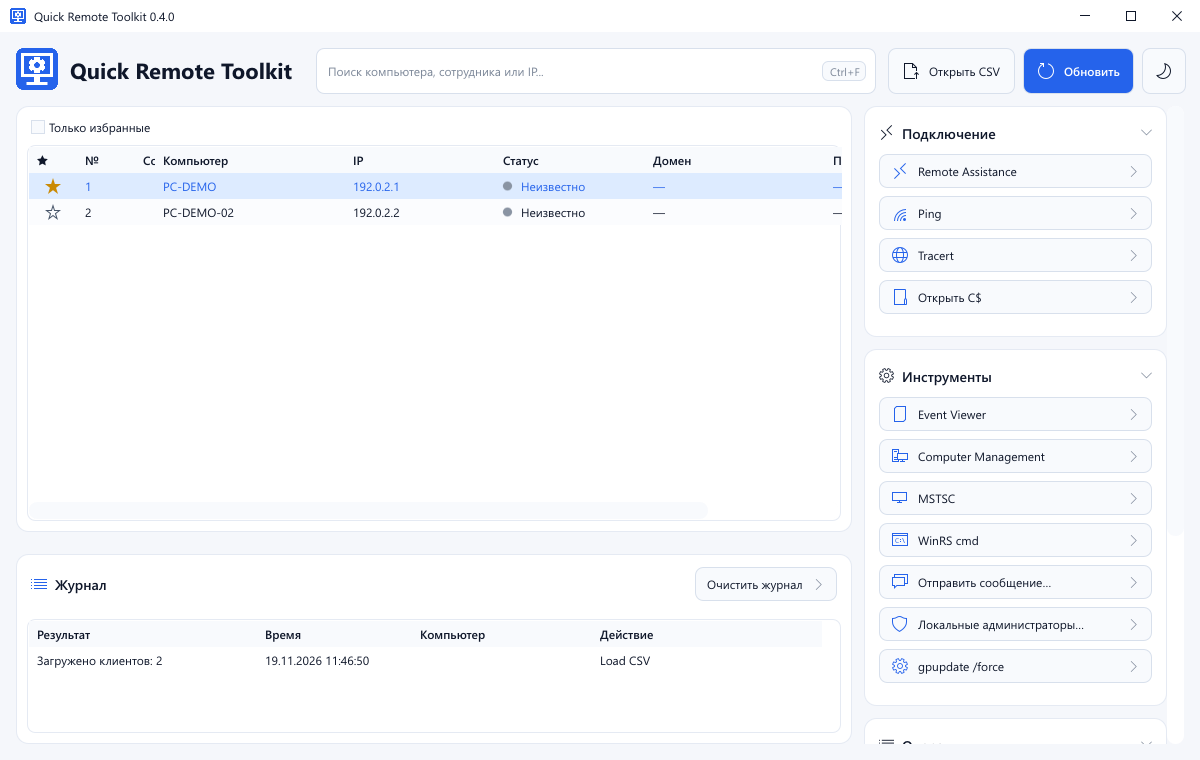 Quick Remote Toolkit 0.4.0
Quick Remote Toolkit
Поиск компьютера, сотрудника или IP...
Ctrl+F
Открыть CSV
Обновить
Только избранные
№ Сс Компьютер IP Статус Домен П
1 PC-DEMO 192.0.2.1 Неизвестно — —
2 PC-DEMO-02 192.0.2.2 Неизвестно — —
Журнал
Очистить журнал
Результат Время Компьютер Действие
Загружено клиентов: 2 19.11.2026 11:46:50 Load CSV
Подключение
Remote Assistance
Ping
Tracert
Открыть C$
Инструменты
Event Viewer
Computer Management
MSTSC
WinRS cmd
Отправить сообщение...
Локальные администраторы...
gpupdate /force